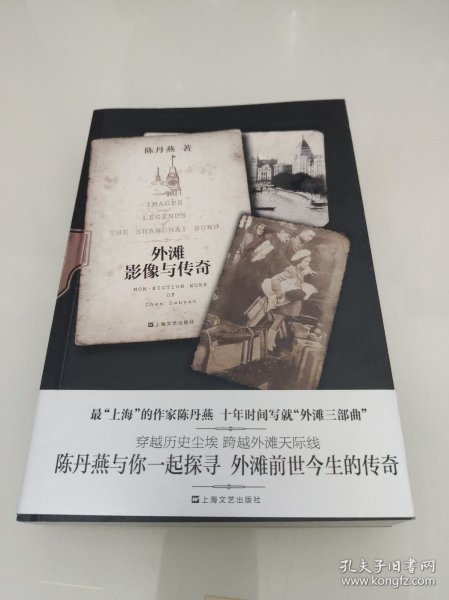 陈丹燕 著
IMAGES
AND
LEGENDS
OF
THE SHANGHAI BUND
外滩
影像与传奇
NON-FICTION WORK
OF
Chen Danyan
上海文艺出版社
最“上海”的作家陈丹燕 十年时间写就“外滩三部曲”
穿越历史尘埃 跨越外滩天际线
陈丹燕与你一起探寻 外滩前世今生的传奇
上海文艺出版社
孔夫子旧书网
www.kongfz.com